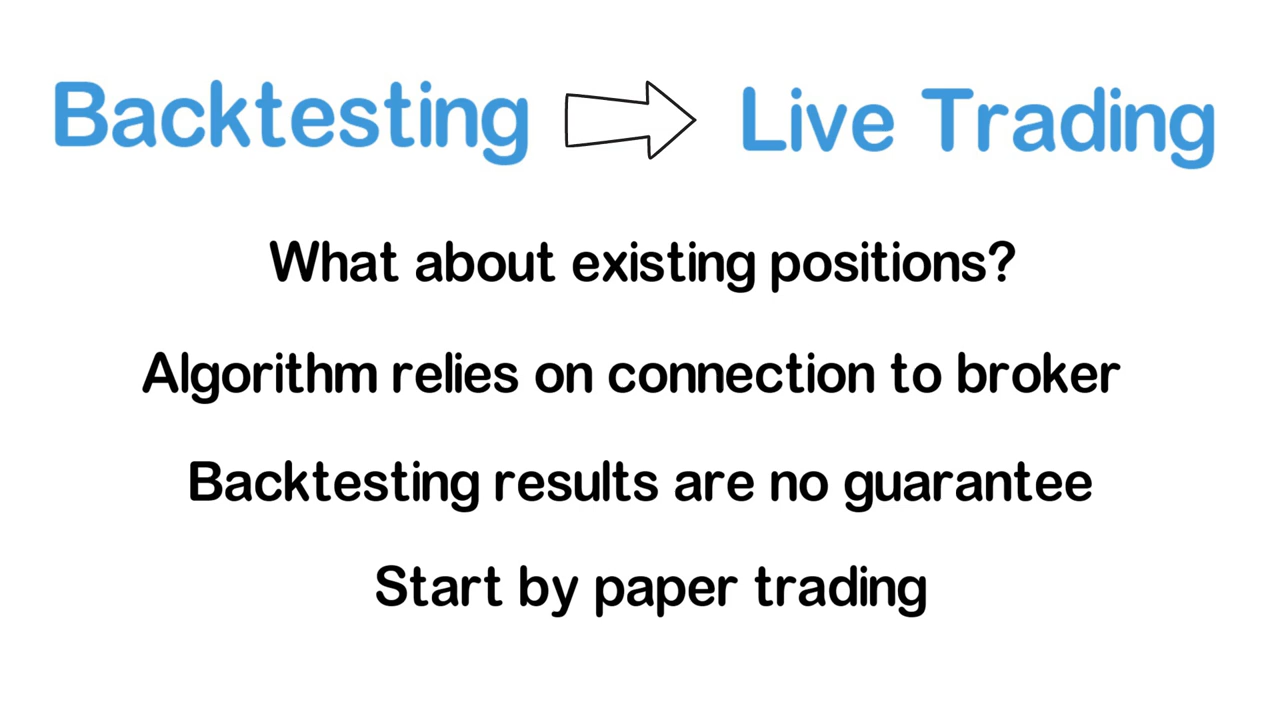 Backtesting Live Trading
What about existing positions?
Algorithm relies on connection to broker
Backtesting results are no guarantee
Start by paper trading